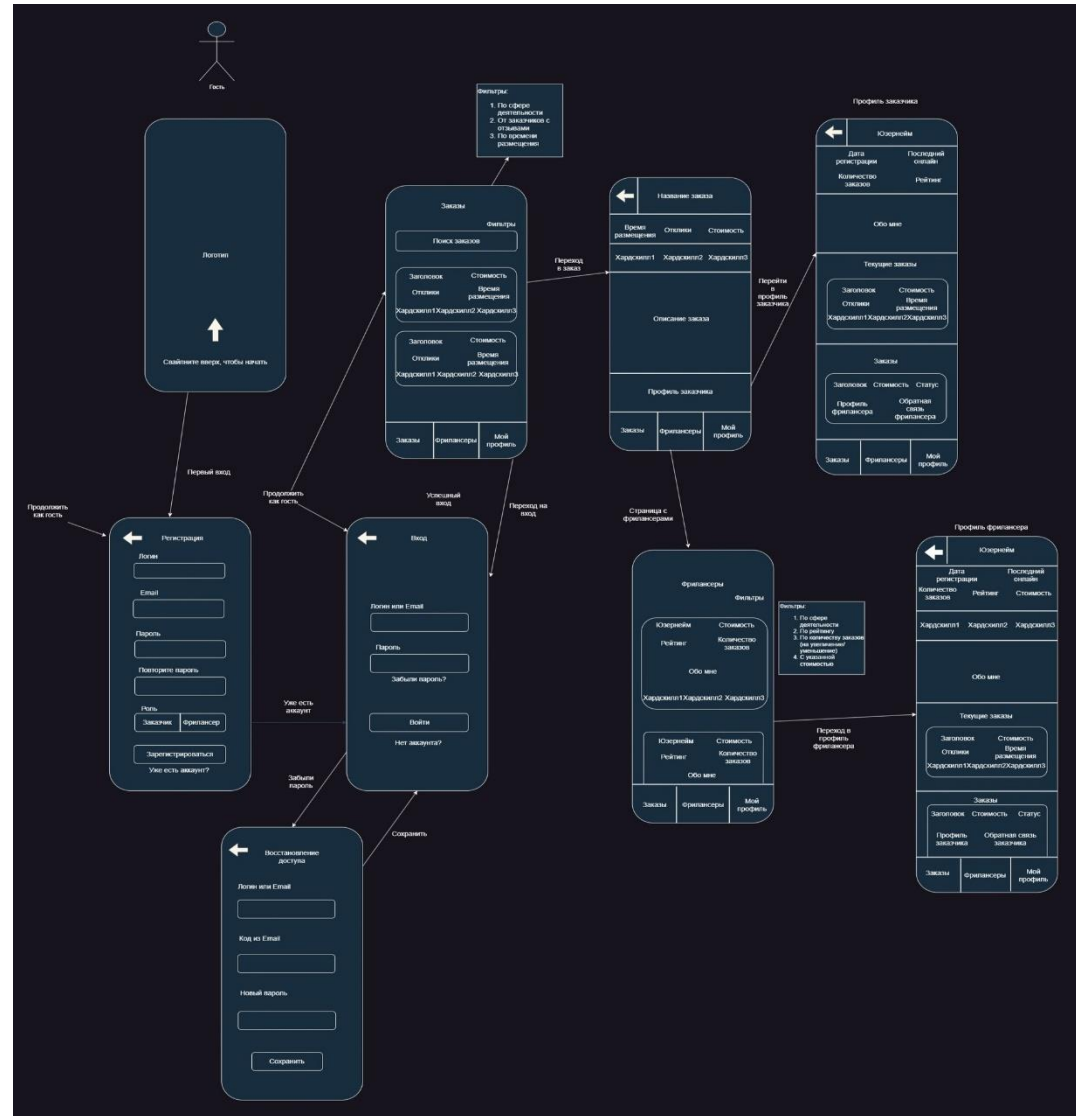 Гость
Логотип
Свайпните вверх, чтобы начать
Первый вход
Продолжить
как гость
Регистрация
Логин
Email
Пароль
Повторите пароль
Роль
Заказчик Фрилансер
Зарегистрироваться
Уже есть аккаунт?
Уже есть
аккаунт
Фильтры:
1. По сфере
деятельности
2. От заказчиков с
отзывами
3. По времени
размещения
Заказы
Фильтры
Поиск заказов
Заголовок Стоимость
Отклики Время
размещения
Хардскилл1 Хардскилл2 Хардскилл3
Заголовок Стоимость
Отклики Время
размещения
Хардскилл1 Хардскилл2 Хардскилл3
Заказы Фрилансеры Мой
профиль
Продолжить
как гость
Успешный
вход
Переход на
вход
Вход
Логин или Email
Пароль
Забыли пароль?
Войти
Нет аккаунта?
Забыли
пароль
Сохранить
Восстановление
доступа
Логин или Email
Код из Email
Новый пароль
Сохранить
Переход
в заказ
Название заказа
Время
размещения Отклики Стоимость
Хардскилл1 Хардскилл2 Хардскилл3
Описание заказа
Профиль заказчика
Заказы Фрилансеры Мой
профиль
Перейти
в
профиль
заказчика
Профиль заказчика
Юзернейм
Дата
регистрации
Последний
онлайн
Количество
заказов
Рейтинг
Обо мне
Текущие заказы
Заголовок Стоимость
Отклики Время
размещения
Хардскилл1Хардскилл2Хардскилл3
Заказы
Заголовок Стоимость Статус
Профиль
фрилансера
Обратная
связь
фрилансера
Заказы Фрилансеры Мой
профиль
Страница с
фрилансерами
Фрилансеры
Фильтры
Юзернейм Стоимость
Рейтинг Количество
заказов
Обо мне
Хардскилл1Хардскилл2 Хардскилл3
Юзернейм Стоимость
Рейтинг Количество
заказов
Обо мне
Заказы Фрилансеры Мой
профиль
Фильтры:
1. По сфере
деятельности
2. По рейтингу
3. По количеству заказов
(на увеличение/
уменьшение)
4. С указанной
стоимостью
Переход в
профиль
фрилансера
Профиль фрилансера
Юзернейм
Дата
регистрации
Последний
онлайн
Количество
заказов
Рейтинг Стоимость
Хардскилл1 Хардскилл2 Хардскилл3
Обо мне
Текущие заказы
Заголовок Стоимость
Отклики Время
размещения
Хардскилл1Хардскилл2Хардскилл3
Заказы
Заголовок Стоимость Статус
Профиль
заказчика
Обратная связь
заказчика
Заказы Фрилансеры Мой
профиль